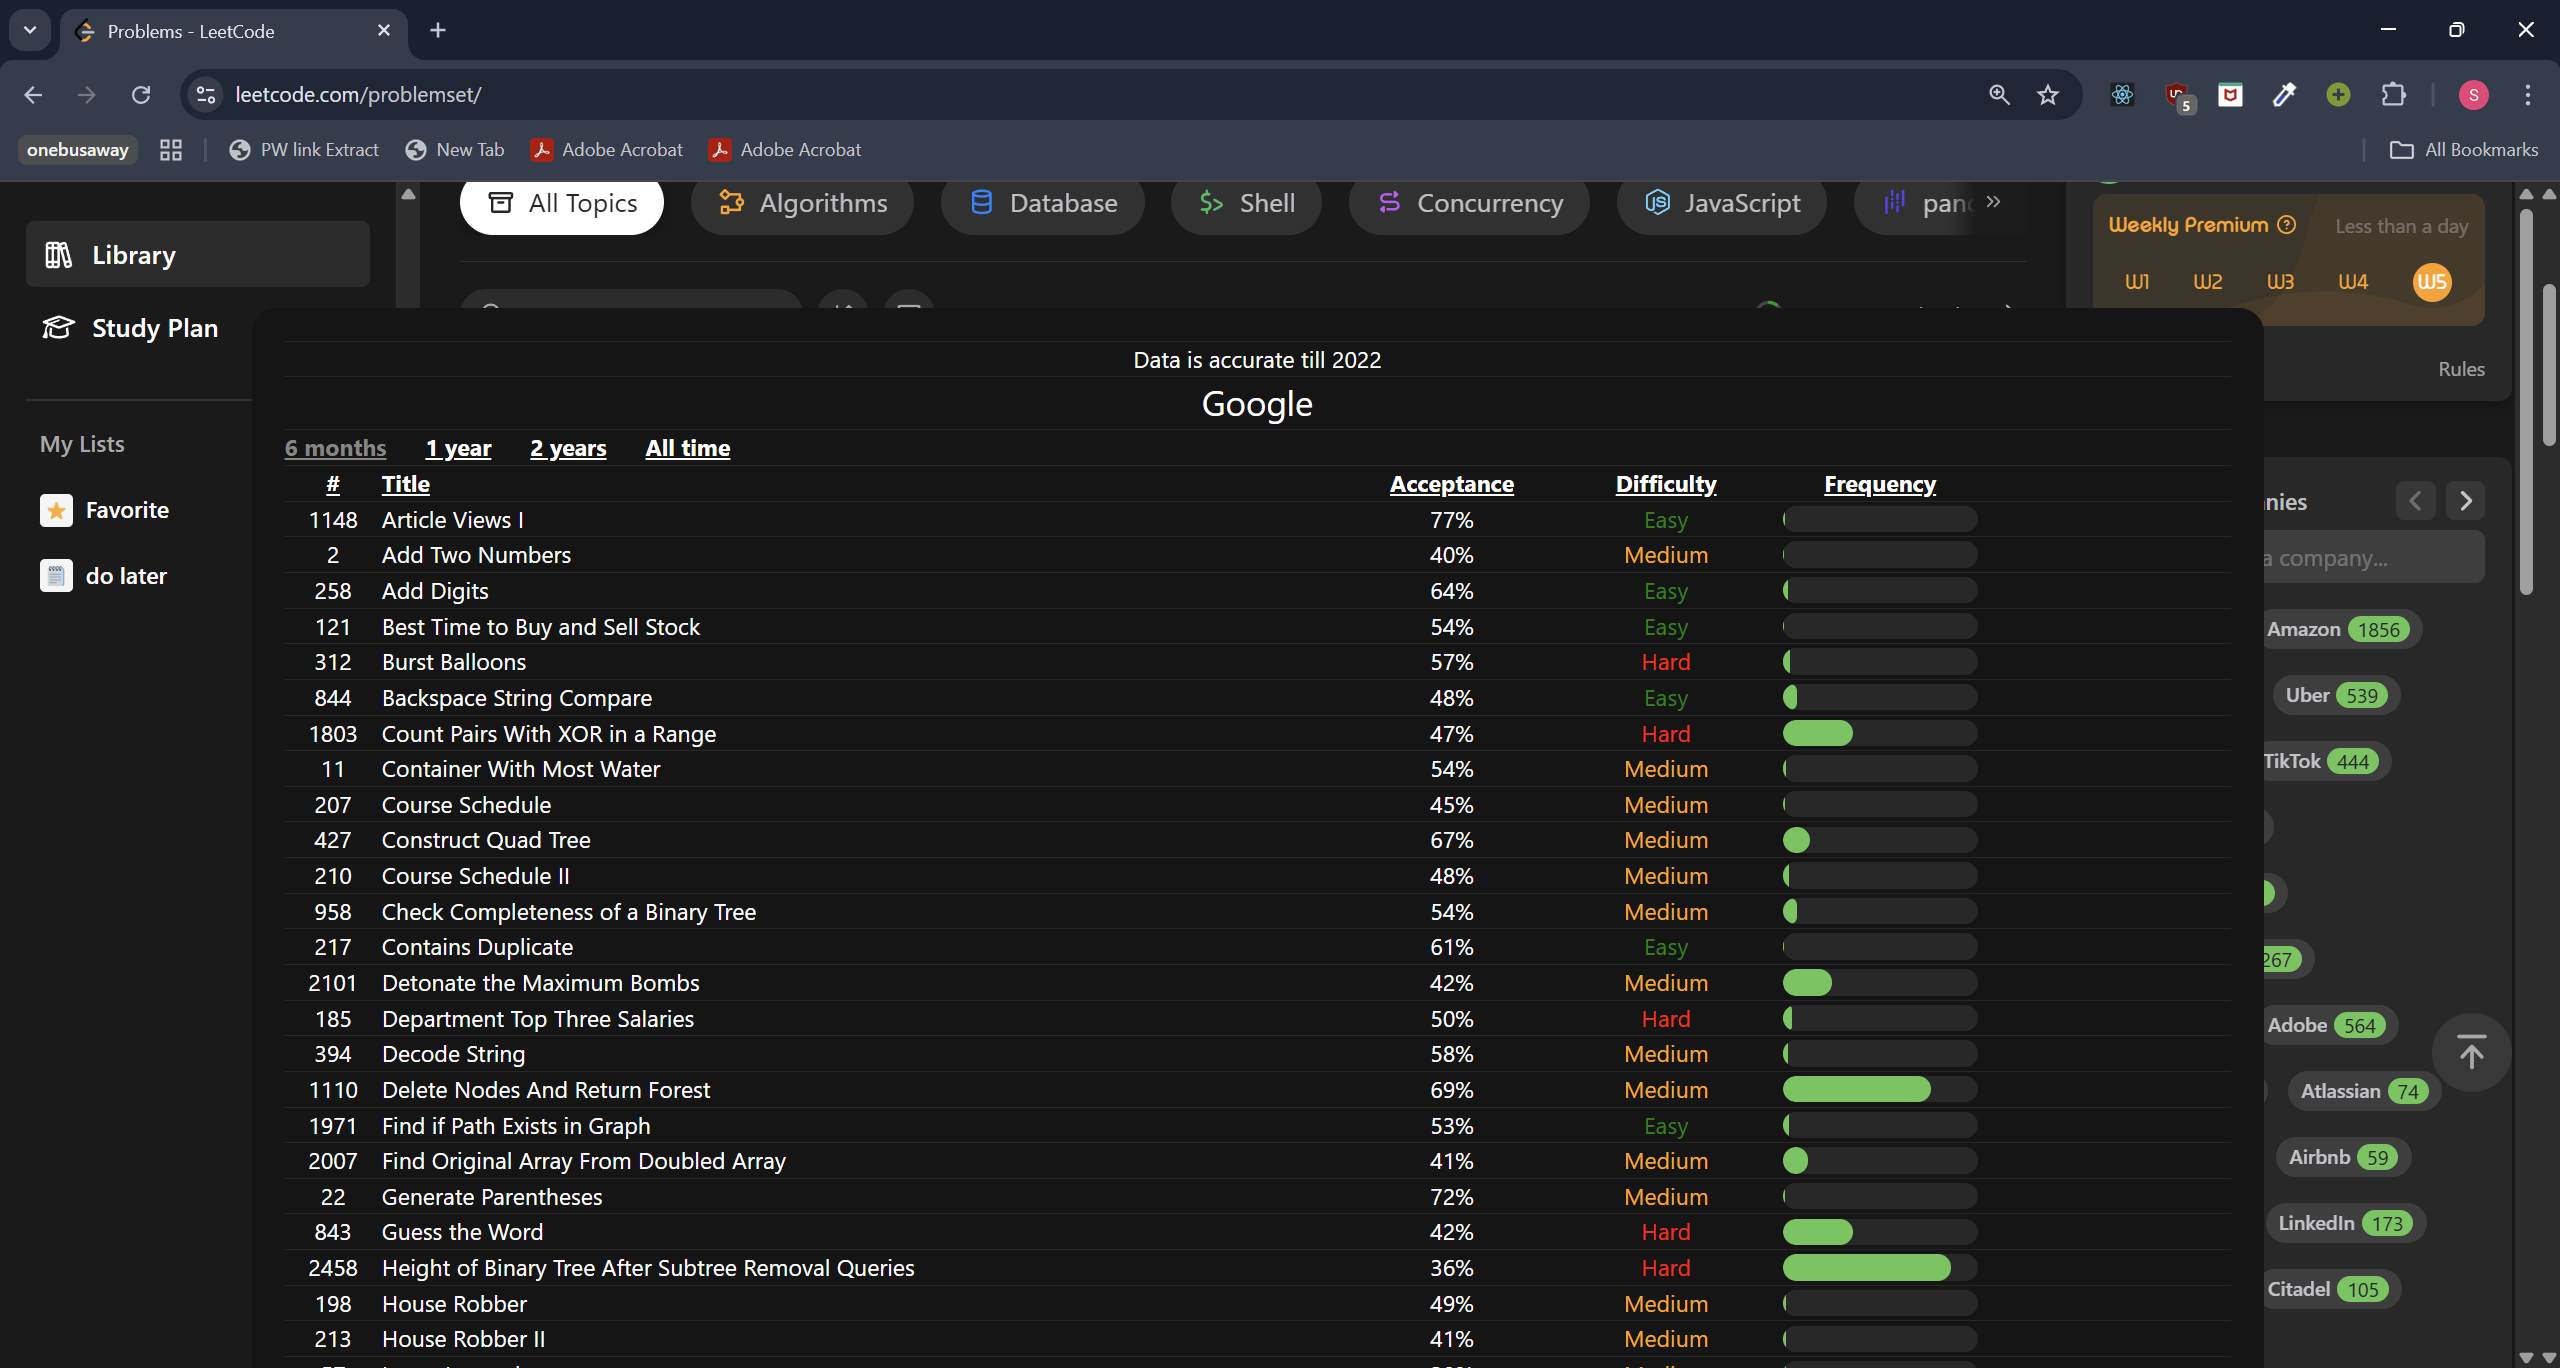 Problems - LeetCode
leetcode.com/problemset/
5
S
onebusaway
PW link Extract
New Tab
Adobe Acrobat
Adobe Acrobat
All Bookmarks
Library
Study Plan
My Lists
Favorite
do later
All Topics
Algorithms
Database
$> Shell
Concurrency
JavaScript
Weekly Premium
Less than a day
W1 W2 W3 W4 W5
Rules
Data is accurate till 2022
Google
6 months 1 year 2 years All time
# Title Acceptance Difficulty Frequency
1148 Article Views I 77% Easy
2 Add Two Numbers 40% Medium
258 Add Digits 64% Easy
121 Best Time to Buy and Sell Stock 54% Easy
312 Burst Balloons 57% Hard
844 Backspace String Compare 48% Easy
1803 Count Pairs With XOR in a Range 47% Hard
11 Container With Most Water 54% Medium
207 Course Schedule 45% Medium
427 Construct Quad Tree 67% Medium
210 Course Schedule II 48% Medium
958 Check Completeness of a Binary Tree 54% Medium
217 Contains Duplicate 61% Easy
2101 Detonate the Maximum Bombs 42% Medium
185 Department Top Three Salaries 50% Hard
394 Decode String 58% Medium
1110 Delete Nodes And Return Forest 69% Medium
1971 Find if Path Exists in Graph 53% Easy
2007 Find Original Array From Doubled Array 41% Medium
22 Generate Parentheses 72% Medium
843 Guess the Word 42% Hard
2458 Height of Binary Tree After Subtree Removal Queries 36% Hard
198 House Robber 49% Medium
213 House Robber II 41% Medium
nies
a company...
Amazon 1856
Uber 539
TikTok 444
267
Adobe 564
Atlassian 74
Airbnb 59
LinkedIn 173
Citadel 105